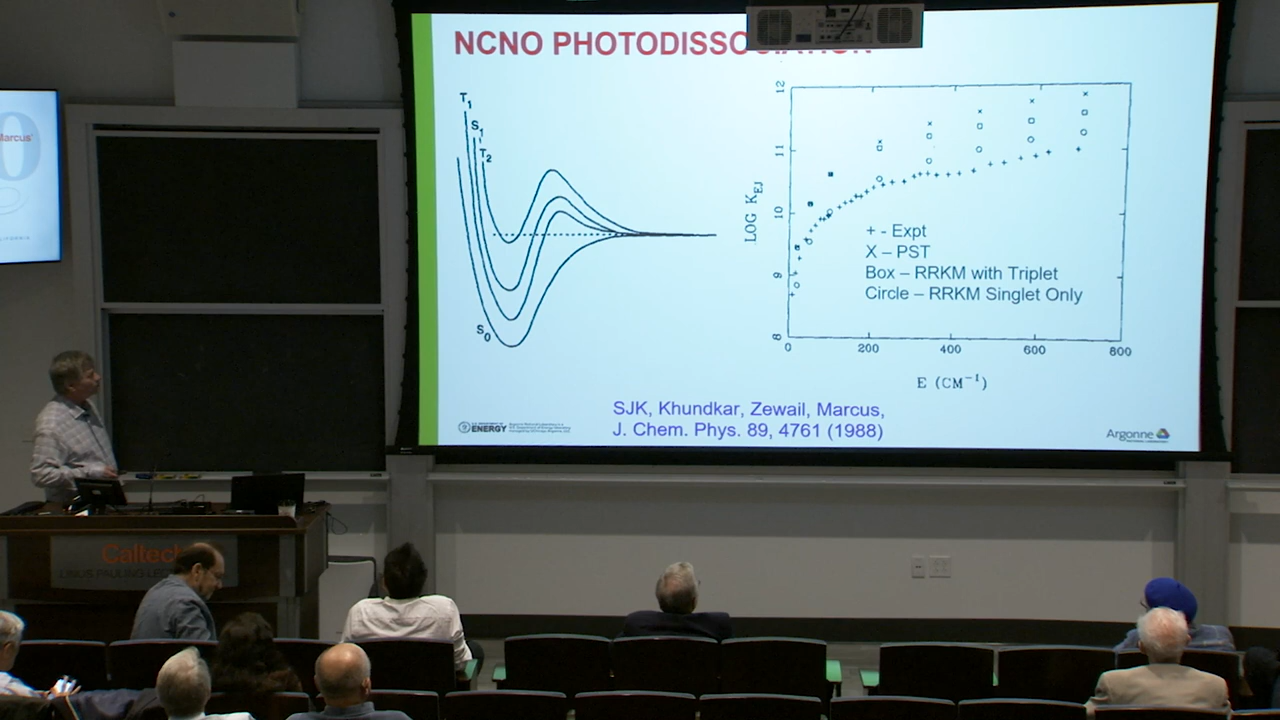 NCNO PHOTODISSOCIATION
T1
S1
T2
S0
LOG KEJ
12
11
10
9
8
0
200
400
600
800
E (CM⁻¹)
+ - Expt
X – PST
Box – RRKM with Triplet
Circle – RRKM Singlet Only
SJK, Khundkar, Zewail, Marcus,
J. Chem. Phys. 89, 4761 (1988)
ENERGY
Argonne
Marcus
0
Caltech